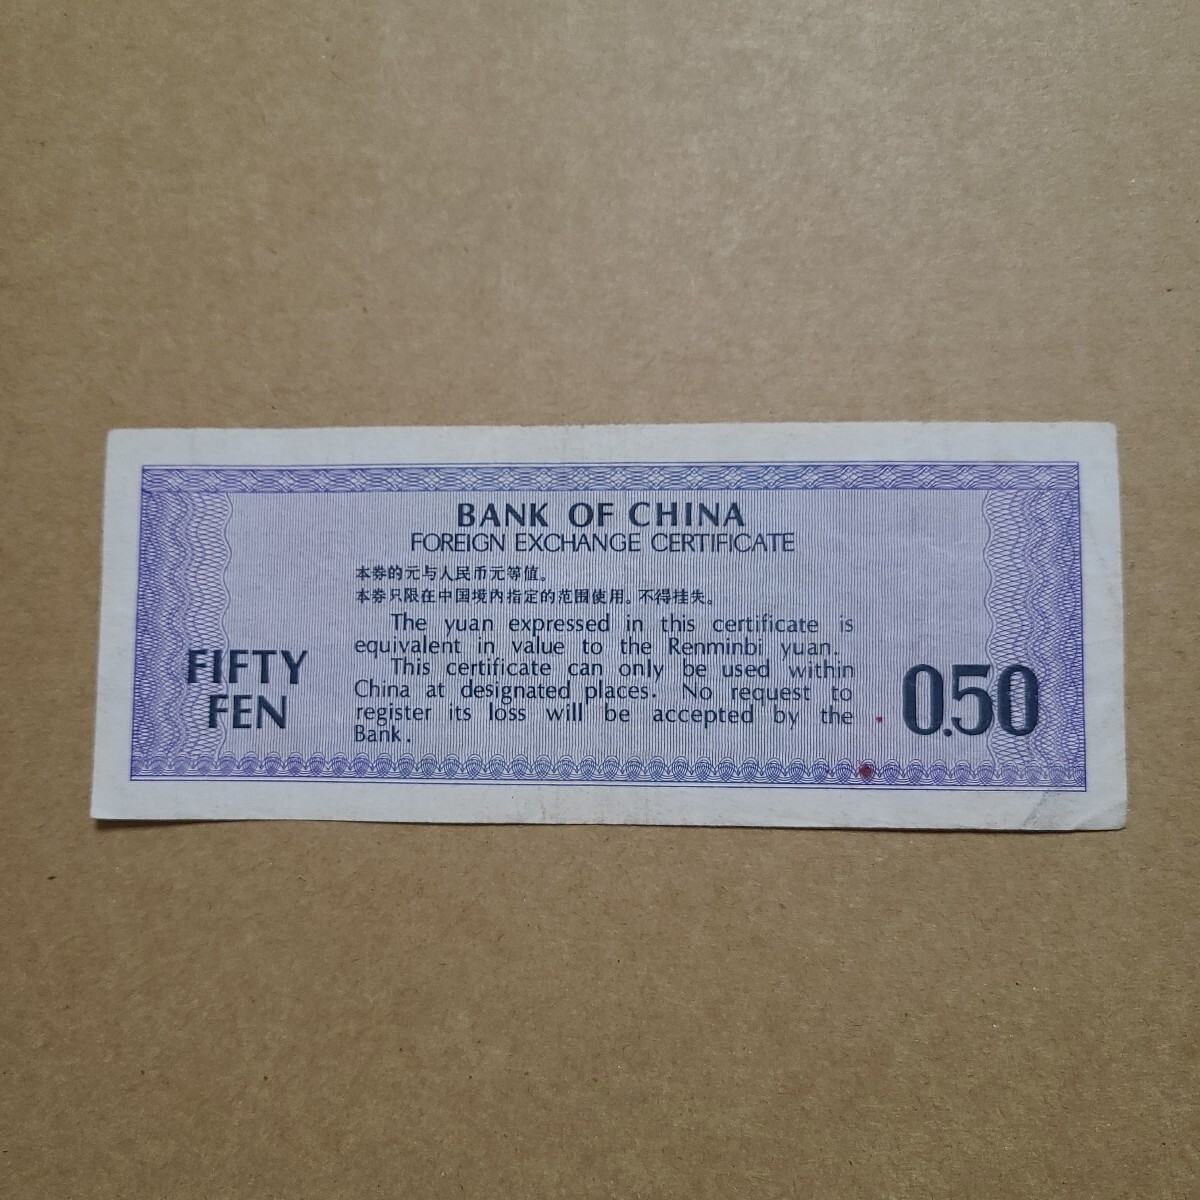 BANK OF CHINA
FOREIGN EXCHANGE CERTIFICATE
本券的元与人民币元等值。
本券只限在中国境内指定的范围使用。不得挂失。
The yuan expressed in this certificate is
equivalent in value to the Renminbi yuan.
This certificate can only be used within
China at designated places. No request to
register its loss will be accepted by the
Bank.
FIFTY
FEN
0.50